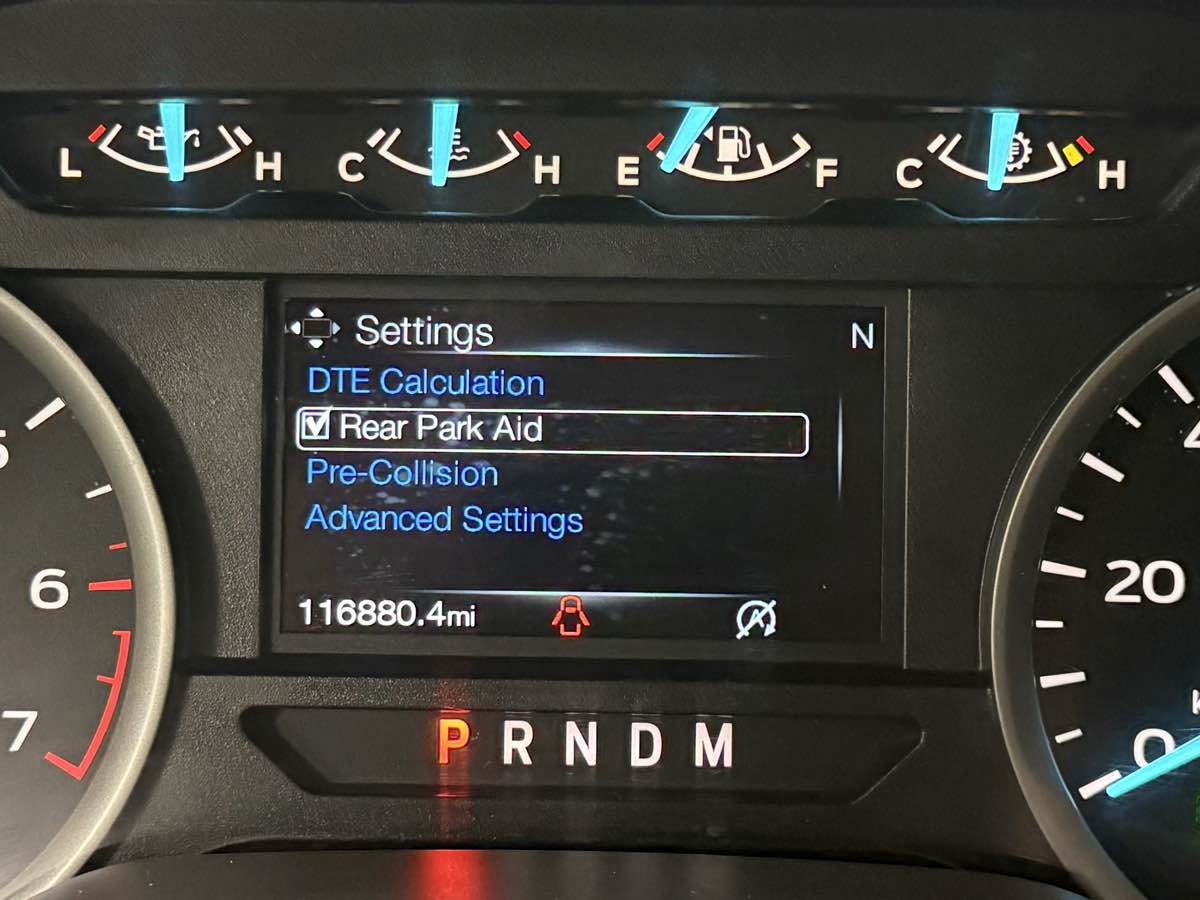 L H C H E F C H
Settings N
DTE Calculation
Rear Park Aid
Pre-Collision
Advanced Settings
116880.4mi A
P R N D M
6
7
20
0